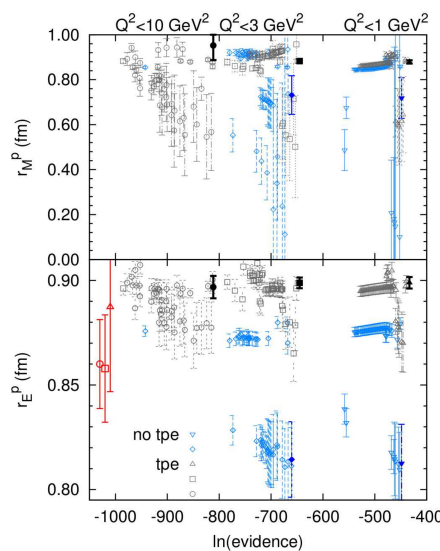 Q²<10 GeV² Q²<3 GeV² Q²<1 GeV²
1.00
0.80
0.60
0.40
0.20
0.00
r_M^p (fm)
0.90
0.85
0.80
r_E^p (fm)
no tpe
tpe
-1000 -900 -800 -700 -600 -500 -400
ln(evidence)